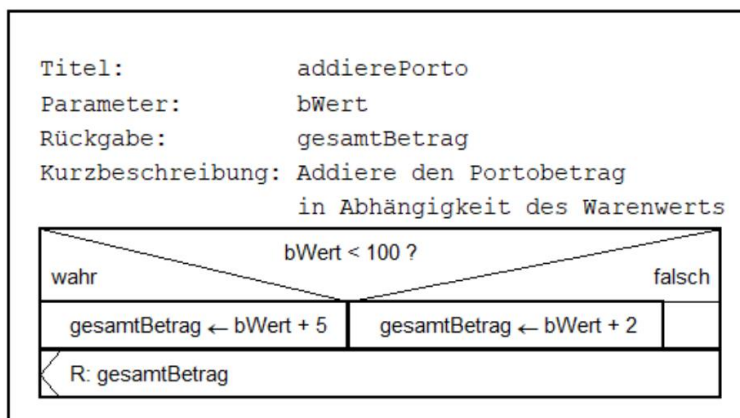 Titel: addierePorto
Parameter: bWert
Rückgabe: gesamtBetrag
Kurzbeschreibung: Addiere den Portobetrag
in Abhängigkeit des Warenwerts
bWert < 100 ?
wahr falsch
gesamtBetrag ← bWert + 5 gesamtBetrag ← bWert + 2
R: gesamtBetrag